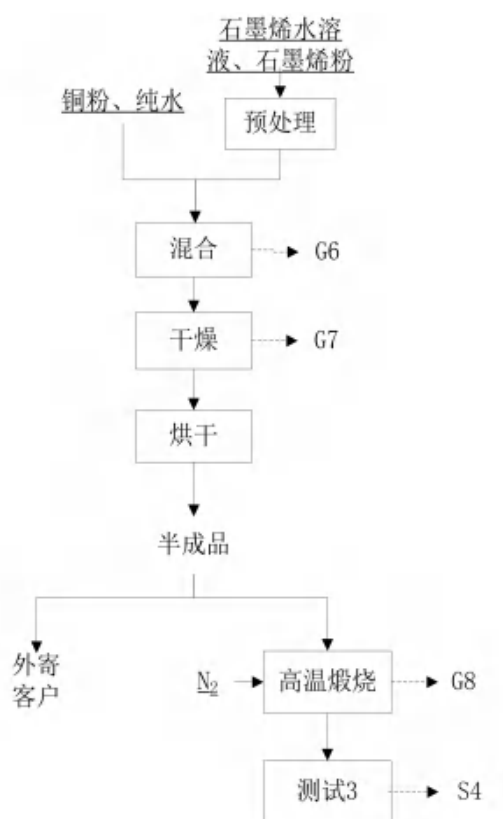 石墨烯水溶
液、石墨烯粉
铜粉、纯水
预处理
混合
G6
干燥
G7
烘干
半成品
外寄
客户
N₂
高温煅烧
G8
测试3
S4